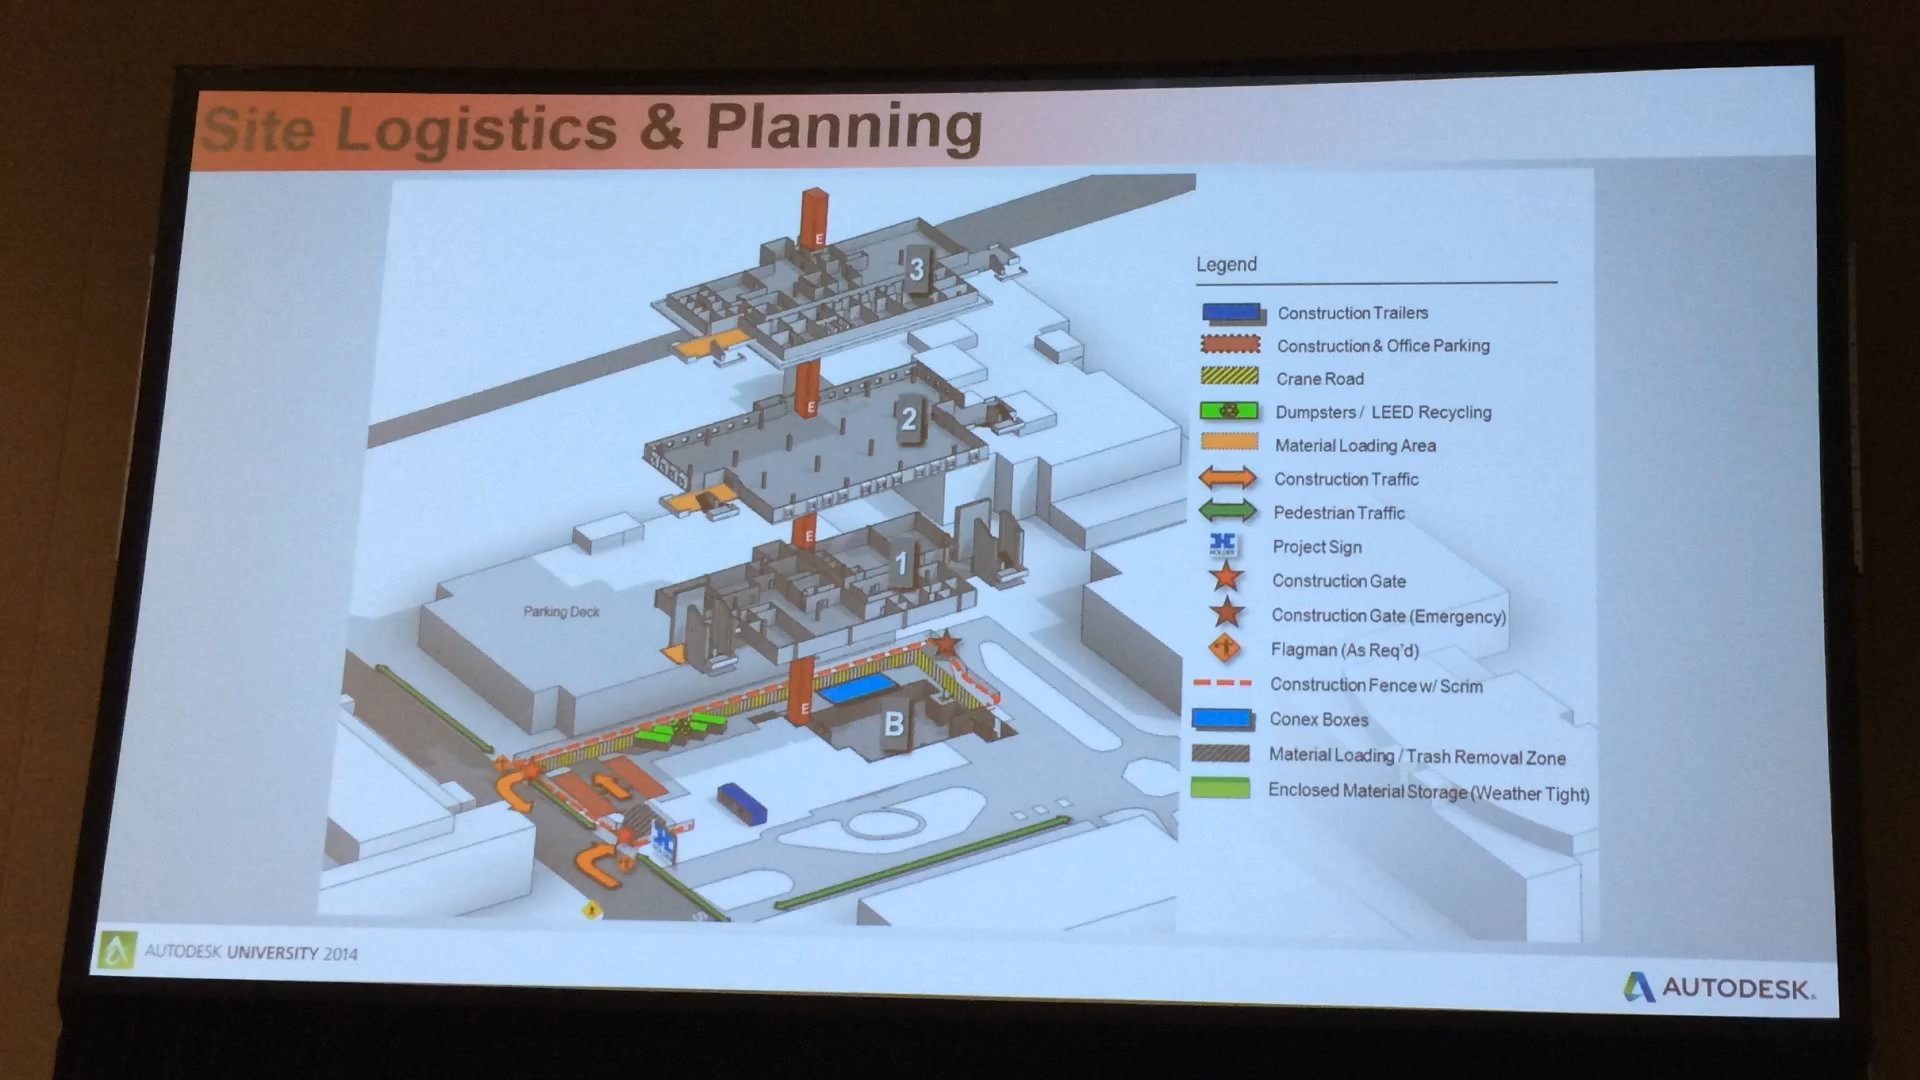 Site Logistics & Planning
E
3
E
2
E
1
Parking Deck
E
B
Legend
Construction Trailers
Construction & Office Parking
Crane Road
Dumpsters / LEED Recycling
Material Loading Area
Construction Traffic
Pedestrian Traffic
HOLDER
Project Sign
Construction Gate
Construction Gate (Emergency)
Flagman (As Req'd)
Construction Fence w/ Scrim
Conex Boxes
Material Loading / Trash Removal Zone
Enclosed Material Storage (Weather Tight)
AUTODESK UNIVERSITY 2014
AUTODESK.